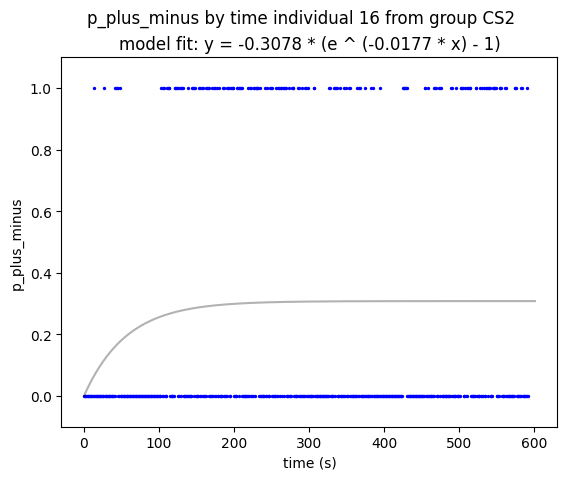 p_plus_minus by time individual 16 from group CS2
model fit: y = -0.3078 * (e ^ (-0.0177 * x) - 1)
1.0
0.8
0.6
0.4
0.2
0.0
p_plus_minus
0 100 200 300 400 500 600
time (s)